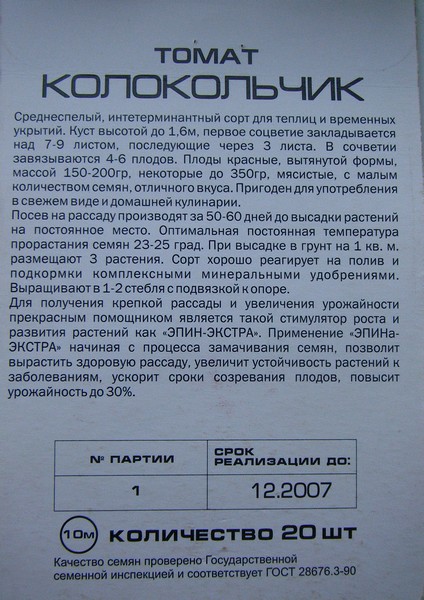 ТОМАТ
КОЛОКОЛЬЧИК
Среднеспелый, интетерминантный сорт для теплиц и временных
укрытий. Куст высотой до 1,6м, первое соцветие закладывается
над 7-9 листом, последующие через 3 листа. В сочветии
завязываются 4-6 плодов. Плоды красные, вытянутой формы,
массой 150-200гр, некоторые до 350гр, мясистые, с малым
количеством семян, отличного вкуса. Пригоден для употребления
в свежем виде и домашней кулинарии.
Посев на рассаду производят за 50-60 дней до высадки растений
на постоянное место. Оптимальная постоянная температура
прорастания семян 23-25 град. При высадке в грунт на 1 кв. м.
размещают 3 растения. Сорт хорошо реагирует на полив и
подкормки комплексными минеральными удобрениями.
Выращивают в 1-2 стебля с подвязкой к опоре.
Для получения крепкой рассады и увеличения урожайности
прекрасным помощником является такой стимулятор роста и
развития растений как «ЭПИН-ЭКСТРА». Применение «ЭПИНа-
ЭКСТРА» начиная с процесса замачивания семян, позволит
вырастить здоровую рассаду, увеличит устойчивость растений к
заболеваниям, ускорит сроки созревания плодов, повысит
урожайность до 30%.
№ ПАРТИИ
СРОК
РЕАЛИЗАЦИИ ДО:
1
12.2007
10м КОЛИЧЕСТВО 20 ШТ
Качество семян проверено Государственной
семенной инспекцией и соответствует ГОСТ 28676.3-90